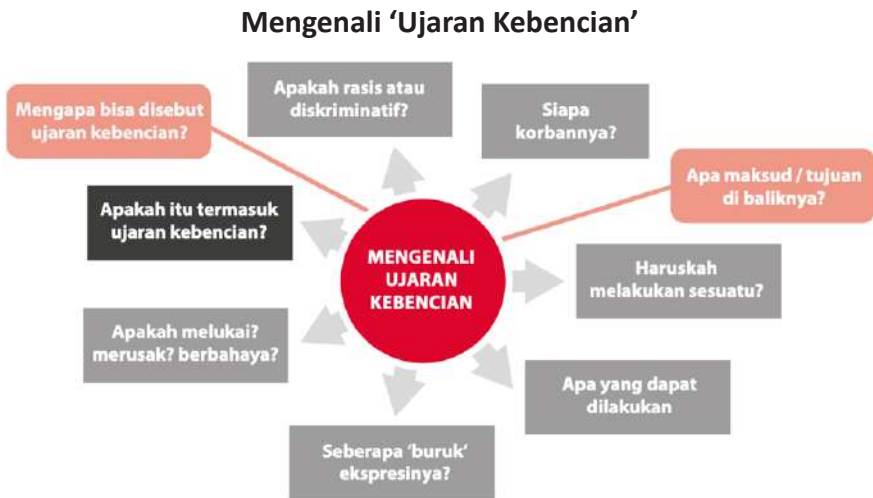 Mengenali ‘Ujaran Kebencian’
Apakah rasis atau
diskriminatif?
Mengapa bisa disebut
ujaran kebencian?
Siapa
korbannya?
Apa maksud / tujuan
di baliknya?
Apakah itu termasuk
ujaran kebencian?
MENGENALI
UJARAN
KEBENCIAN
Haruskah
melakukan sesuatu?
Apakah melukai?
merusak? berbahaya?
Apa yang dapat
dilakukan
Seberapa ‘buruk’
ekspresinya?